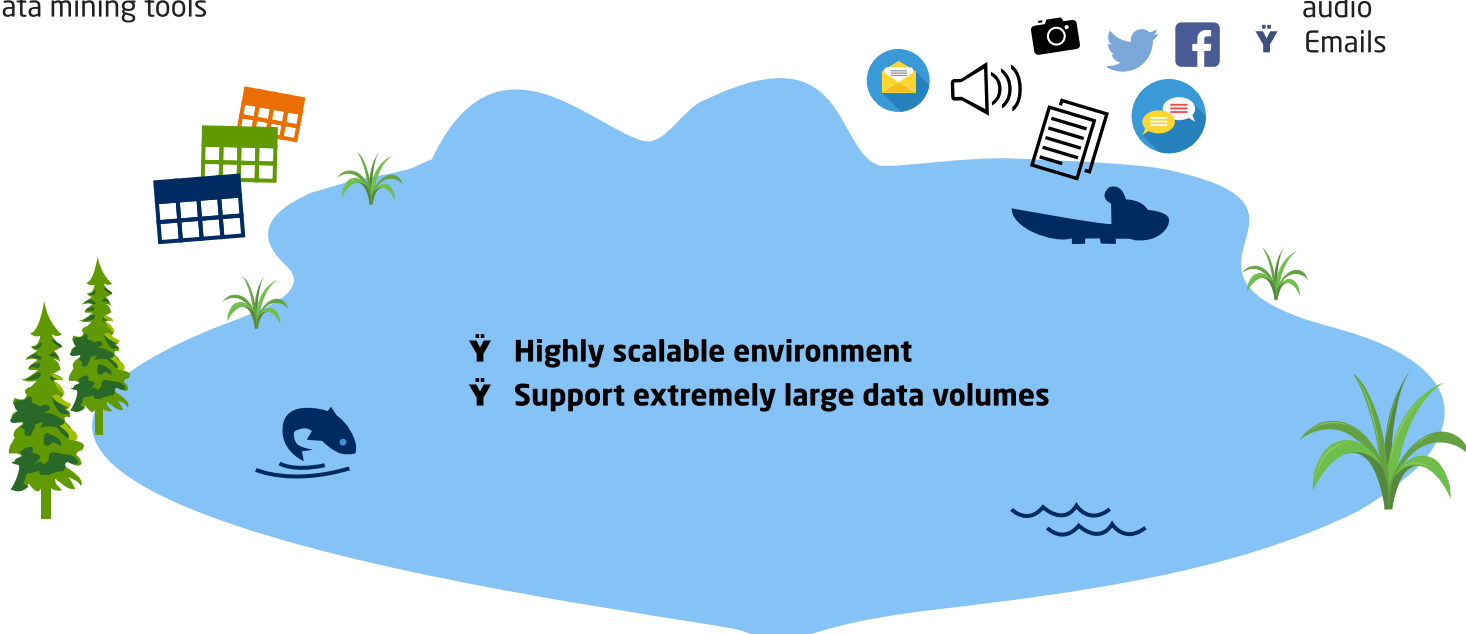 ata mining tools
audio
Ÿ Emails
Ÿ Highly scalable environment
Ÿ Support extremely large data volumes